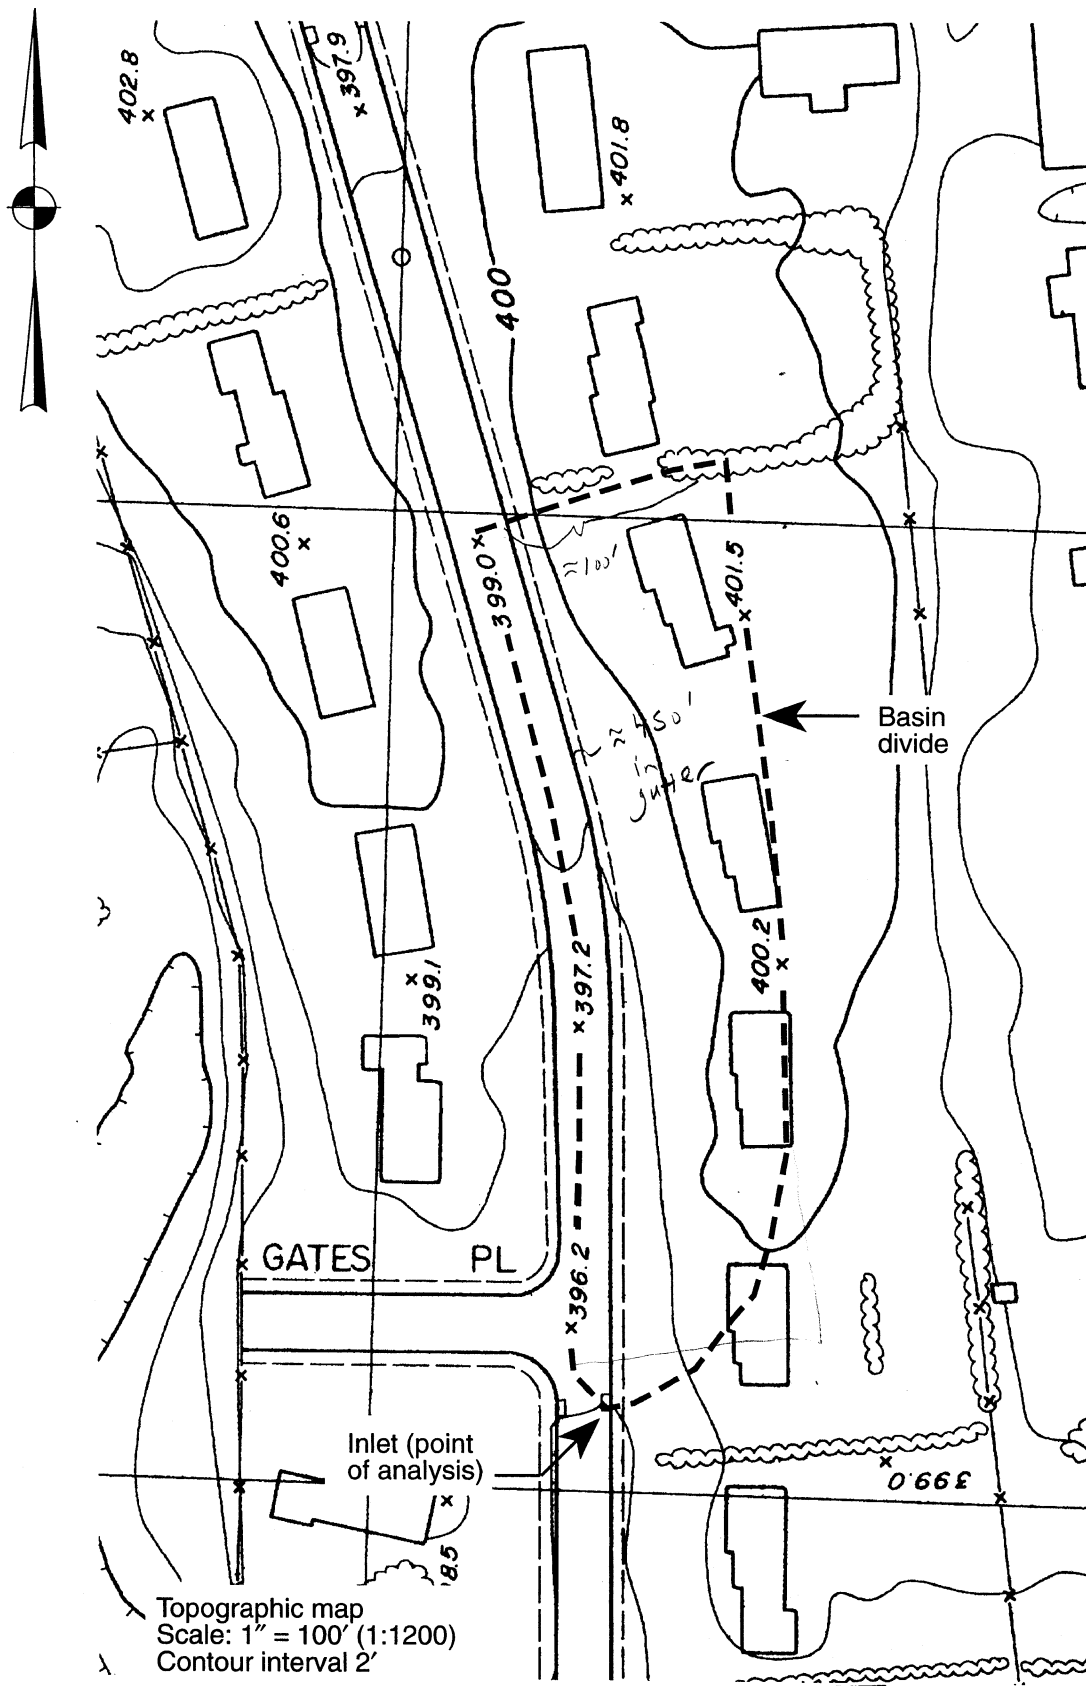 402.8
397.9
401.8
400
400.6
399.0
≈100'
401.5
≈ 450'
in
gutter
Basin
divide
397.2
400.2
399.1
GATES PL
396.2
Inlet (point
of analysis)
399.0
8.5
Topographic map
Scale: 1″ = 100′ (1:1200)
Contour interval 2′